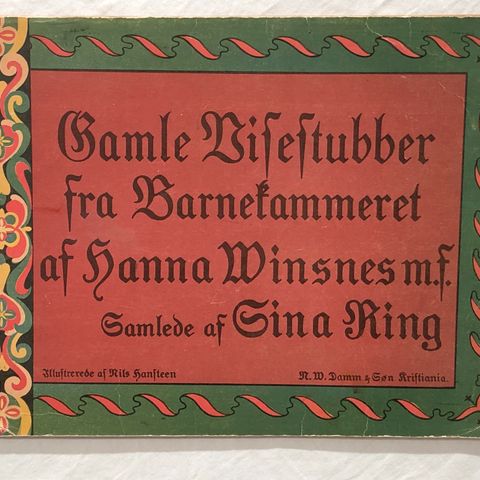 Gamle Viſeſtubber
fra Barnekammeret
af Hanna Winsnes m.f.
Samlede af Sina Ring
Illuſtrerede af Nils Hanſteen
N. W. Damm & Søn Kriſtiania.